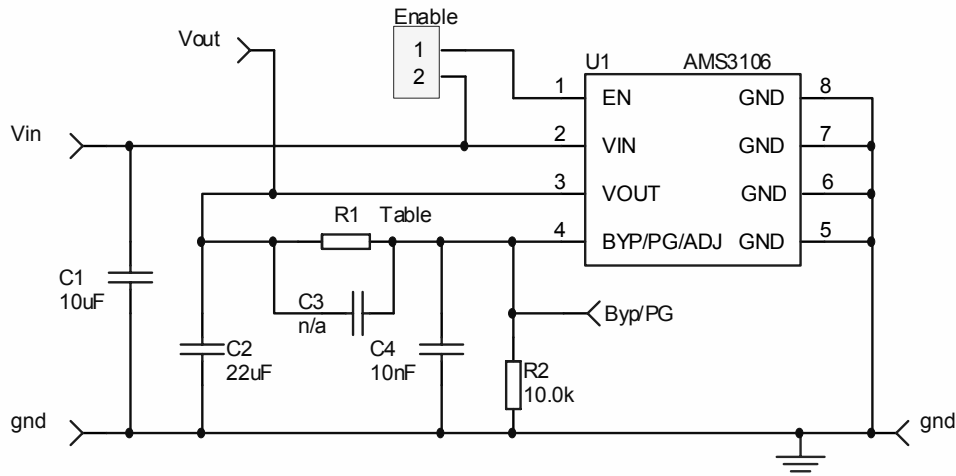 Enable
Vout
1
2
U1 AMS3106
1 EN GND 8
Vin
2 VIN GND 7
3 VOUT GND 6
R1 Table
4 BYP/PG/ADJ GND 5
C1
10uF
C3
n/a
Byp/PG
C2
22uF
C4
10nF
R2
10.0k
gnd
gnd